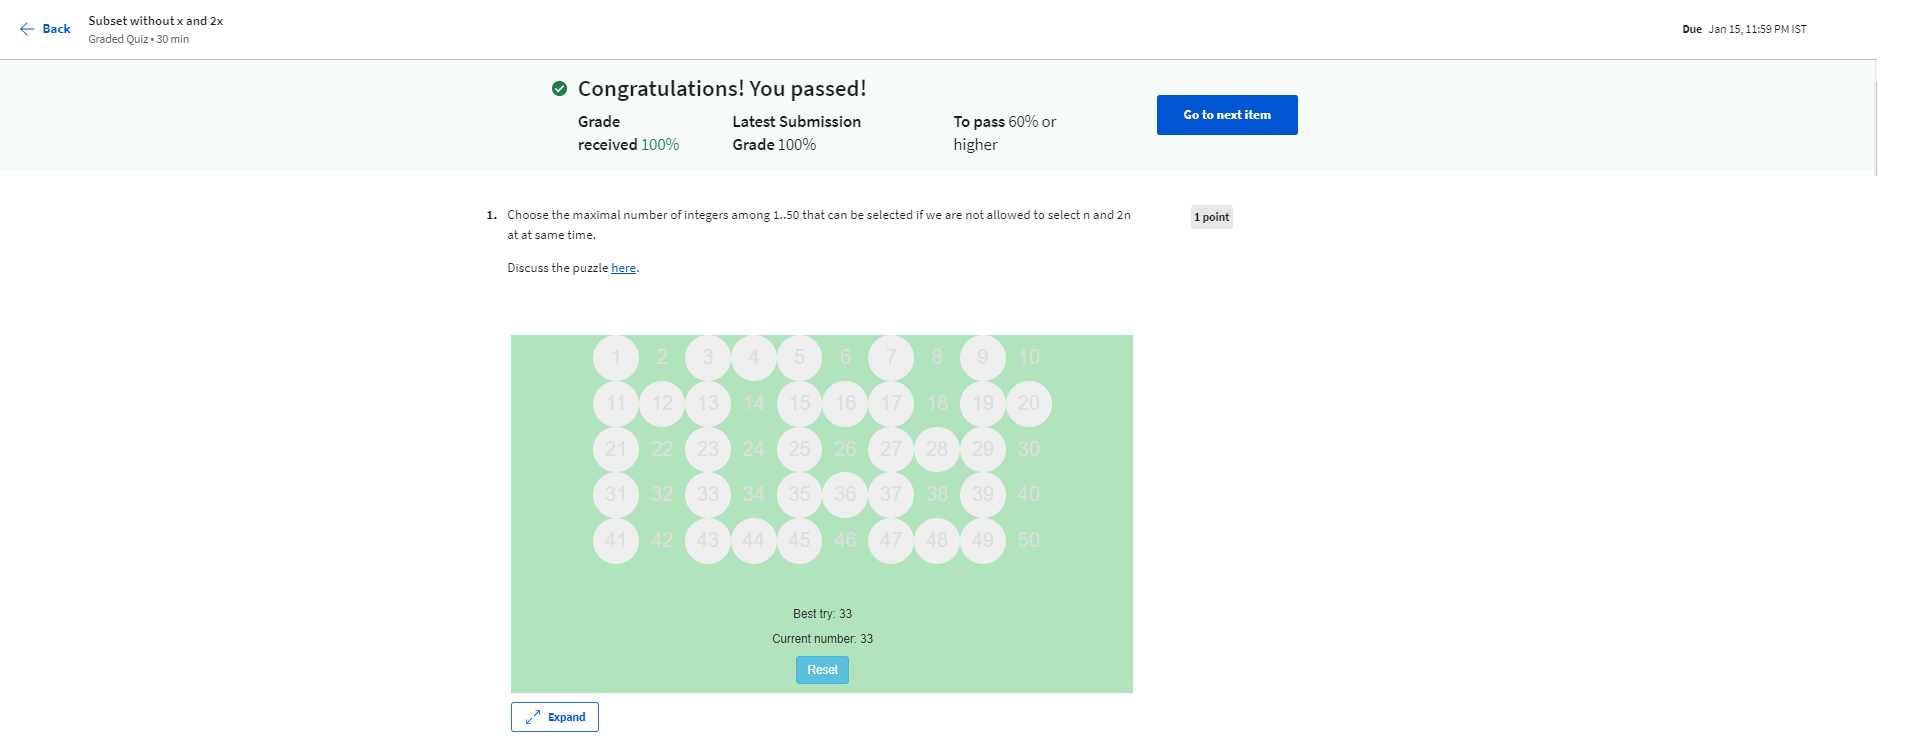 Back
Subset without x and 2x
Graded Quiz • 30 min
Due Jan 15, 11:59 PM IST
Congratulations! You passed!
Grade
received 100%
Latest Submission
Grade 100%
To pass 60% or
higher
Go to next item
1. Choose the maximal number of integers among 1..50 that can be selected if we are not allowed to select n and 2n
at at same time.
1 point
Discuss the puzzle here.
1 2 3 4 5 6 7 8 9 10
11 12 13 14 15 16 17 18 19 20
21 22 23 24 25 26 27 28 29 30
31 32 33 34 35 36 37 38 39 40
41 42 43 44 45 46 47 48 49 50
Best try: 33
Current number: 33
Reset
Expand